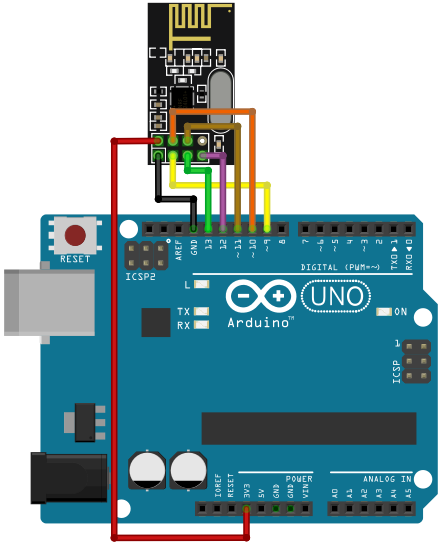 AREF
GND
13
12
~11
~10
~9
8
7
~6
~5
4
~3
2
TXO▶1
RXO◀0
RESET
ICSP2
DIGITAL (PWM=~)
L
TX
RX
UNO
ON
Arduino™
1
ICSP
POWER
ANALOG IN
IOREF
RESET
3V3
5V
GND
GND
VIN
A0
A1
A2
A3
A4
A5